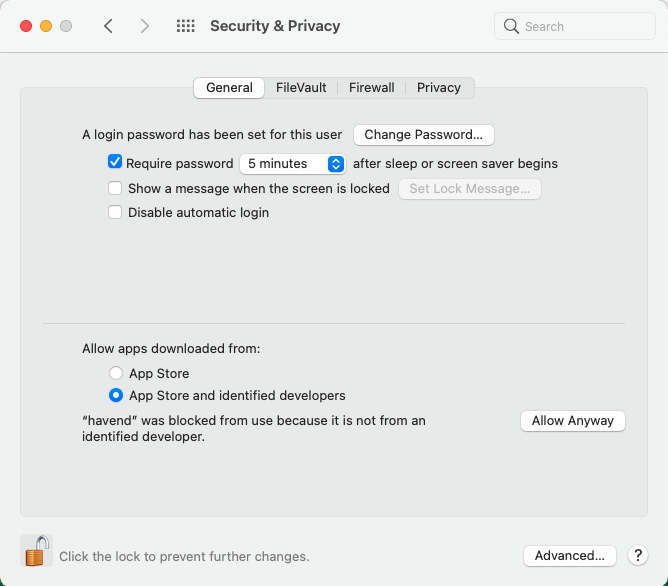 Security & Privacy
Search
General FileVault Firewall Privacy
A login password has been set for this user Change Password...
Require password 5 minutes after sleep or screen saver begins
Show a message when the screen is locked Set Lock Message...
Disable automatic login
Allow apps downloaded from:
App Store
App Store and identified developers
“havend” was blocked from use because it is not from an
identified developer.
Allow Anyway
Click the lock to prevent further changes.
Advanced... ?